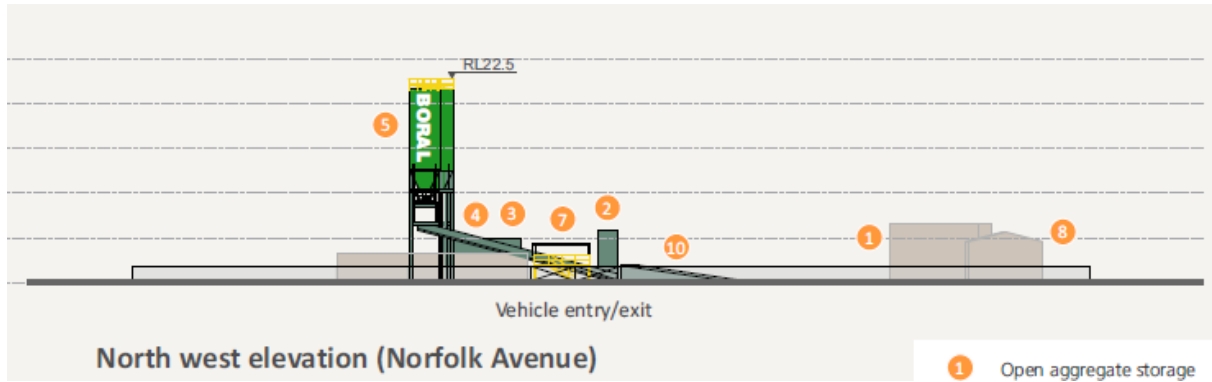 RL22.5
BORAL
5
4
3
7
2
10
1
8
Vehicle entry/exit
North west elevation (Norfolk Avenue)
1 Open aggregate storage